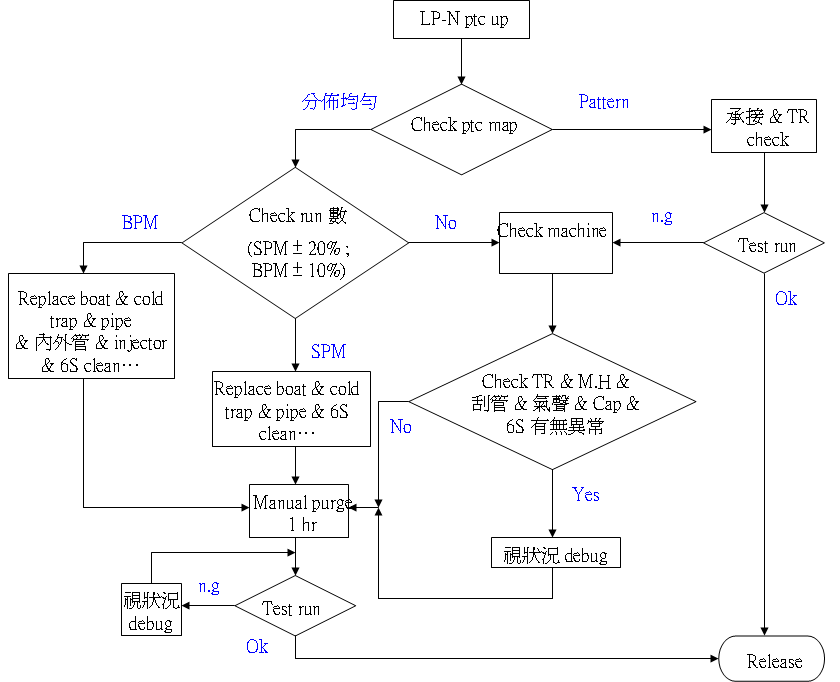 LP-N ptc up
分佈均勻
Pattern
Check ptc map
承接 & TR
check
Check run 數
(SPM ± 20% ;
BPM ± 10%)
BPM
No
Check machine
n.g
Test run
Ok
Replace boat & cold
trap & pipe
& 內外管 & injector
& 6S clean…
SPM
Replace boat & cold
trap & pipe & 6S
clean…
Check TR & M.H &
刮管 & 氣聲 & Cap &
6S 有無異常
No
Yes
Manual purge
1 hr
視狀況 debug
n.g
視狀況
debug
Test run
Ok
Release